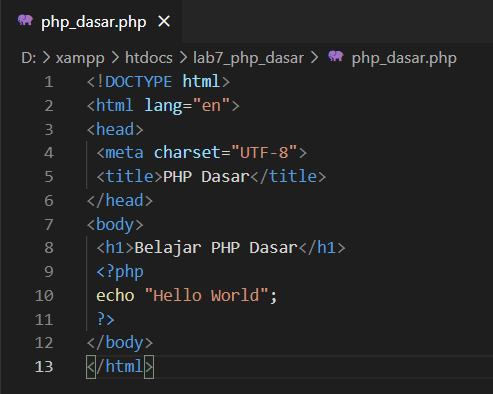 php_dasar.php ×
D: > xampp > htdocs > lab7_php_dasar > php_dasar.php
1 <!DOCTYPE html>
2 <html lang="en">
3 <head>
4 <meta charset="UTF-8">
5 <title>PHP Dasar</title>
6 </head>
7 <body>
8 <h1>Belajar PHP Dasar</h1>
9 <?php
10 echo "Hello World";
11 ?>
12 </body>
13 </html>